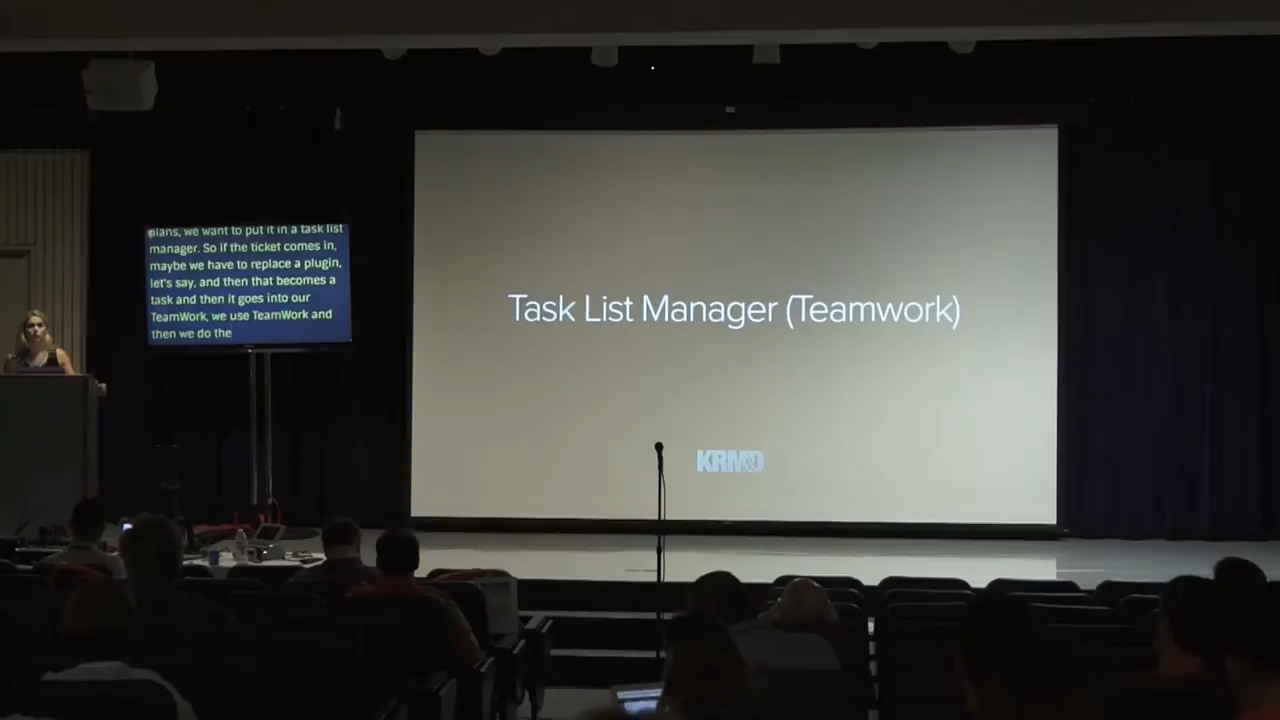 plans, we want to put it in a task list
manager. So if the ticket comes in,
maybe we have to replace a plugin,
let's say, and then that becomes a
task and then it goes into our
TeamWork, we use TeamWork and
then we do the
Task List Manager (Teamwork)
KRM&D